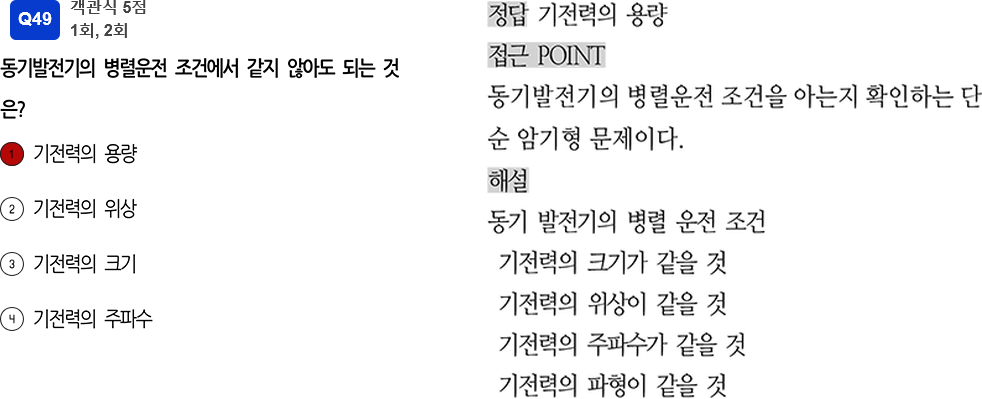 Q49
객관식 5점
1회, 2회
동기발전기의 병렬운전 조건에서 같지 않아도 되는 것
은?
1 기전력의 용량
2 기전력의 위상
3 기전력의 크기
4 기전력의 주파수
정답 기전력의 용량
접근 POINT
동기발전기의 병렬운전 조건을 아는지 확인하는 단
순 암기형 문제이다.
해설
동기 발전기의 병렬 운전 조건
기전력의 크기가 같을 것
기전력의 위상이 같을 것
기전력의 주파수가 같을 것
기전력의 파형이 같을 것